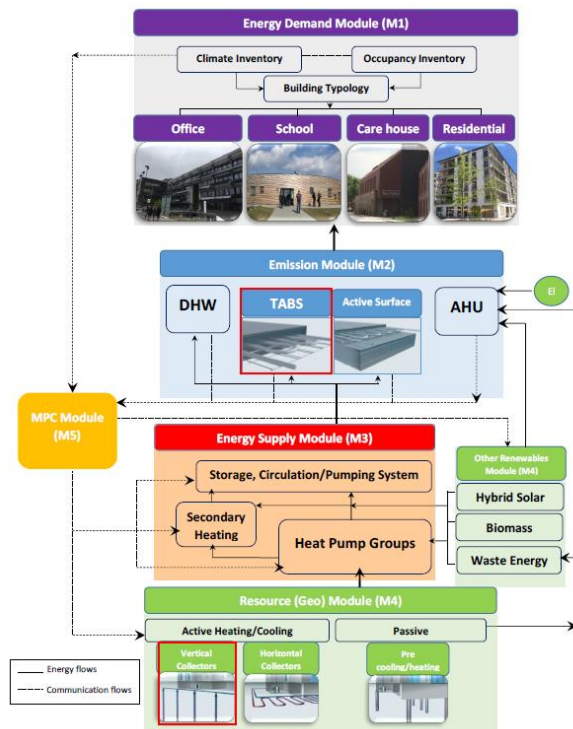 Energy Demand Module (M1)
Climate Inventory
Occupancy Inventory
Building Typology
Office
School
Care house
Residential
Emission Module (M2)
DHW
TABS
Active Surface
AHU
El
MPC Module
(M5)
Energy Supply Module (M3)
Storage, Circulation/Pumping System
Secondary
Heating
Heat Pump Groups
Other Renewables
Module (M4)
Hybrid Solar
Biomass
Waste Energy
Resource (Geo) Module (M4)
Active Heating/Cooling
Passive
Vertical
Collectors
Horizontal
Collectors
Pre
cooling/heating
Energy flows
Communication flows